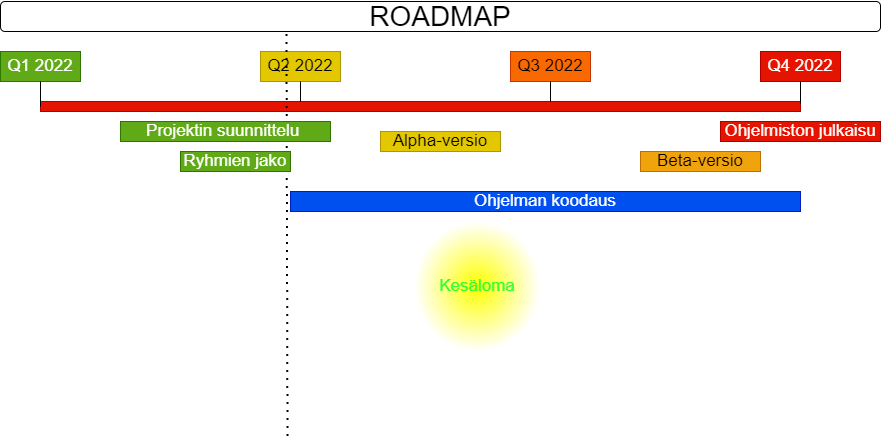 ROADMAP
Q1 2022
Q2 2022
Q3 2022
Q4 2022
Projektin suunnittelu
Ohjelmiston julkaisu
Alpha-versio
Ryhmien jako
Beta-versio
Ohjelman koodaus
Kesäloma